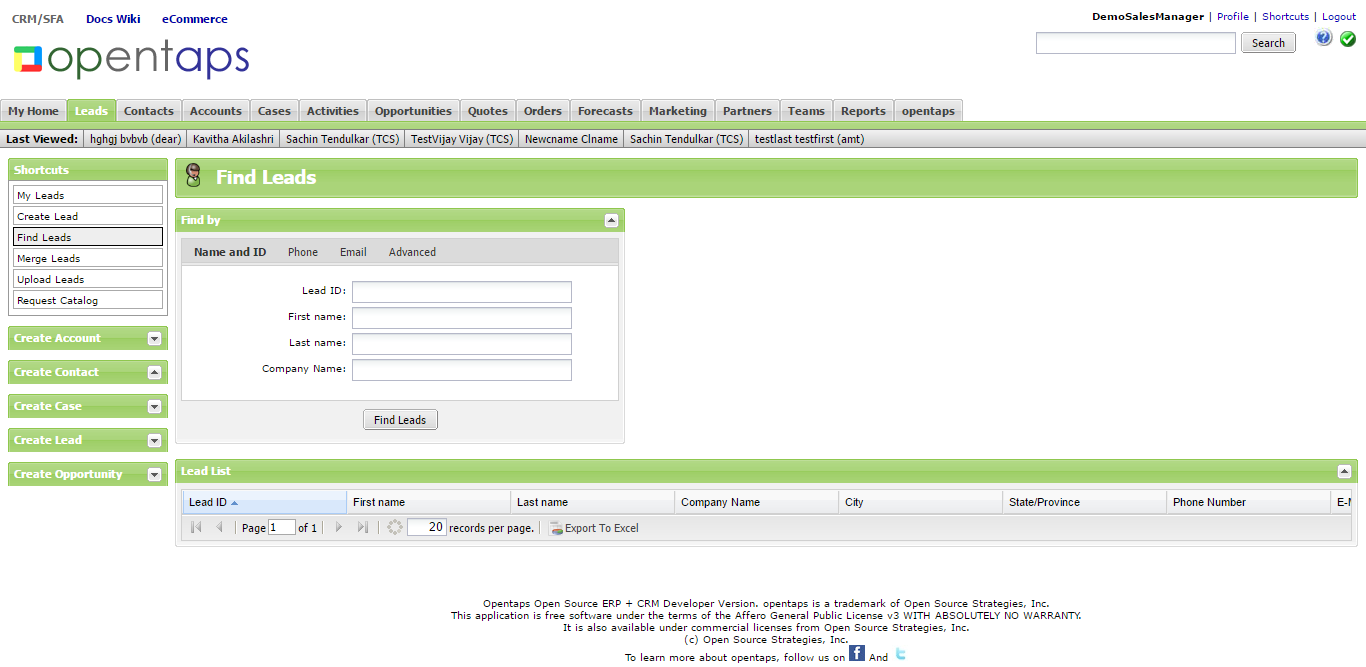 CRM/SFA Docs Wiki eCommerce
DemoSalesManager | Profile | Shortcuts | Logout
opentaps
Search
My Home Leads Contacts Accounts Cases Activities Opportunities Quotes Orders Forecasts Marketing Partners Teams Reports opentaps
Last Viewed: hghgj bvbvb (dear) Kavitha Akilashri Sachin Tendulkar (TCS) TestVijay Vijay (TCS) Newcname Clname Sachin Tendulkar (TCS) testlast testfirst (amt)
Shortcuts
My Leads
Create Lead
Find Leads
Merge Leads
Upload Leads
Request Catalog
Create Account
Create Contact
Create Case
Create Lead
Create Opportunity
Find Leads
Find by
Name and ID Phone Email Advanced
Lead ID:
First name:
Last name:
Company Name:
Find Leads
Lead List
Lead ID First name Last name Company Name City State/Province Phone Number E-M
Page 1 of 1 20 records per page. Export To Excel
Opentaps Open Source ERP + CRM Developer Version. opentaps is a trademark of Open Source Strategies, Inc.
This application is free software under the terms of the Affero General Public License v3 WITH ABSOLUTELY NO WARRANTY.
It is also available under commercial licenses from Open Source Strategies, Inc.
(c) Open Source Strategies, Inc.
To learn more about opentaps, follow us on f And t